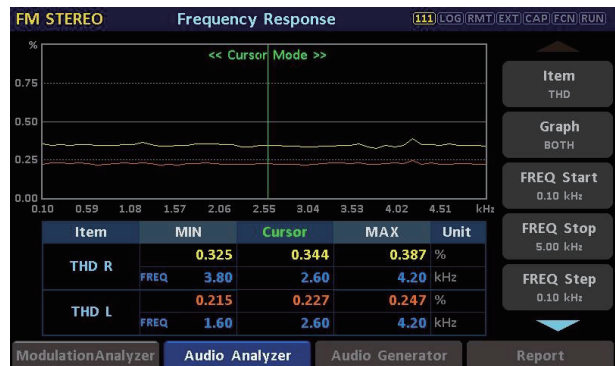 FM STEREO Frequency Response 111 LOG RMT EXT CAP FCN RUN
%
<< Cursor Mode >>
0.75
0.50
0.25
0.00
0.10 0.59 1.08 1.57 2.06 2.55 3.04 3.53 4.02 4.51 kHz
Item MIN Cursor MAX Unit
THD R
0.325 0.344 0.387 %
FREQ 3.80 2.60 4.20 kHz
THD L
0.215 0.227 0.247 %
FREQ 1.60 2.60 4.20 kHz
Item
THD
Graph
BOTH
FREQ Start
0.10 kHz
FREQ Stop
5.00 kHz
FREQ Step
0.10 kHz
ModulationAnalyzer Audio Analyzer Audio Generator Report